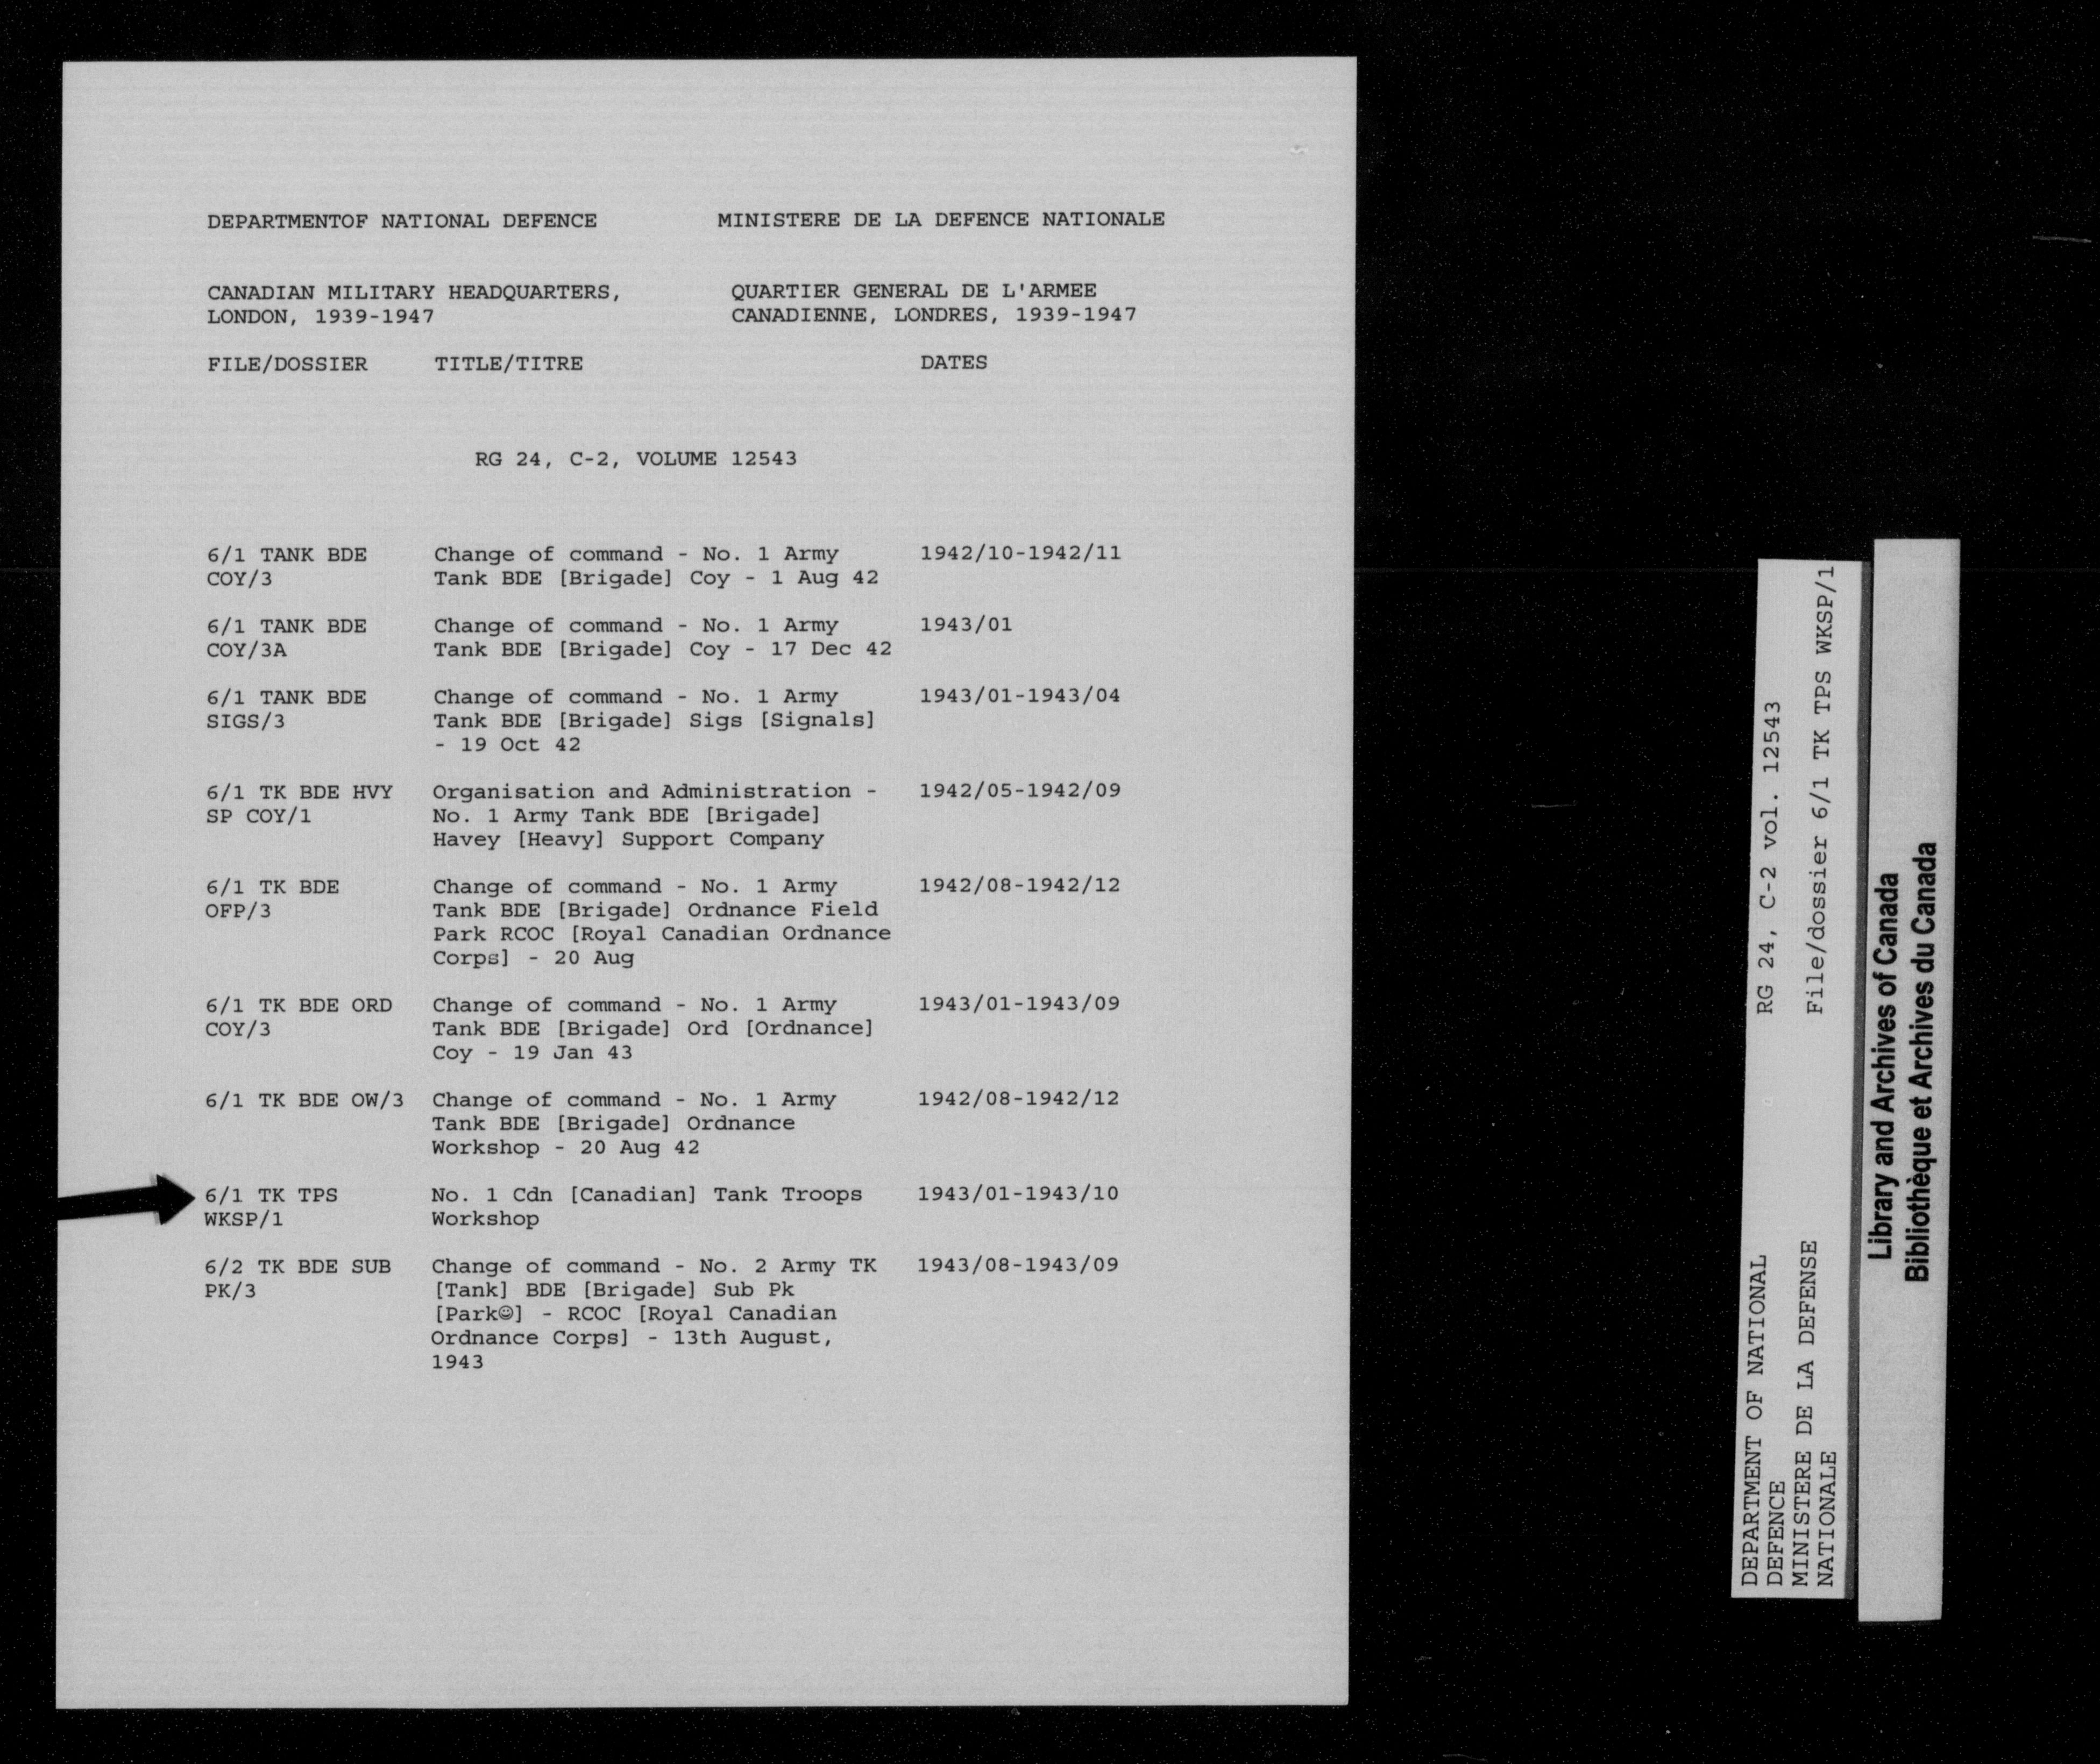 DEPARTMENTOF NATIONAL DEFENCE MINISTERE DE LA DEFENCE NATIONALE
CANADIAN MILITARY HEADQUARTERS, QUARTIER GENERAL DE L'ARMEE
LONDON, 1939-1947 CANADIENNE, LONDRES, 1939-1947
FILE/DOSSIER TITLE/TITRE DATES
RG 24, C-2, VOLUME 12543
6/1 TANK BDE Change of command - No. 1 Army 1942/10-1942/11
COY/3 Tank BDE [Brigade] Coy - 1 Aug 42
6/1 TANK BDE Change of command - No. 1 Army 1943/01
COY/3A Tank BDE [Brigade] Coy - 17 Dec 42
6/1 TANK BDE Change of command - No. 1 Army 1943/01-1943/04
SIGS/3 Tank BDE [Brigade] Sigs [Signals]
- 19 Oct 42
6/1 TK BDE HVY Organisation and Administration - 1942/05-1942/09
SP COY/1 No. 1 Army Tank BDE [Brigade]
Havey [Heavy] Support Company
6/1 TK BDE Change of command - No. 1 Army 1942/08-1942/12
OFP/3 Tank BDE [Brigade] Ordnance Field
Park RCOC [Royal Canadian Ordnance
Corps] - 20 Aug
6/1 TK BDE ORD Change of command - No. 1 Army 1943/01-1943/09
COY/3 Tank BDE [Brigade] Ord [Ordnance]
Coy - 19 Jan 43
6/1 TK BDE OW/3 Change of command - No. 1 Army 1942/08-1942/12
Tank BDE [Brigade] Ordnance
Workshop - 20 Aug 42
6/1 TK TPS No. 1 Cdn [Canadian] Tank Troops 1943/01-1943/10
WKSP/1 Workshop
6/2 TK BDE SUB Change of command - No. 2 Army TK 1943/08-1943/09
PK/3 [Tank] BDE [Brigade] Sub Pk
[Park☺] - RCOC [Royal Canadian
Ordnance Corps] - 13th August,
1943
DEPARTMENT OF NATIONAL RG 24, C-2 vol. 12543
DEFENCE
MINISTERE DE LA DEFENSE File/dossier 6/1 TK TPS WKSP/1
NATIONALE
Library and Archives of Canada
Bibliothèque et Archives du Canada